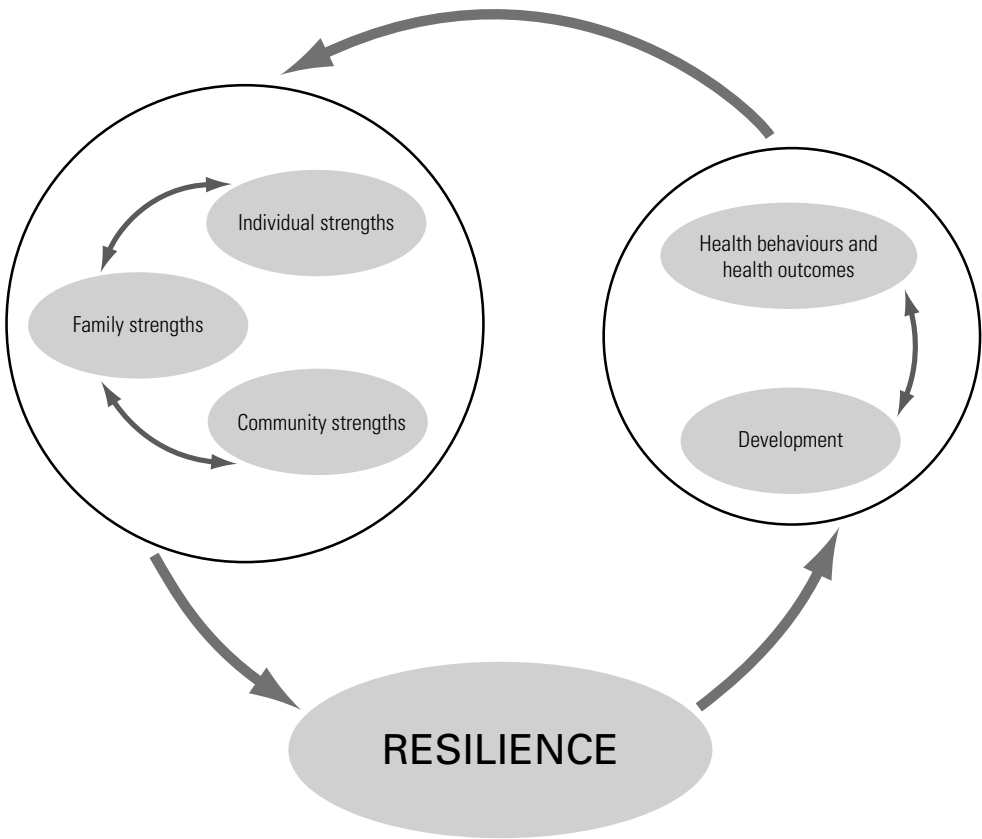 Individual strengths
Family strengths
Community strengths
Health behaviours and
health outcomes
Development
RESILIENCE